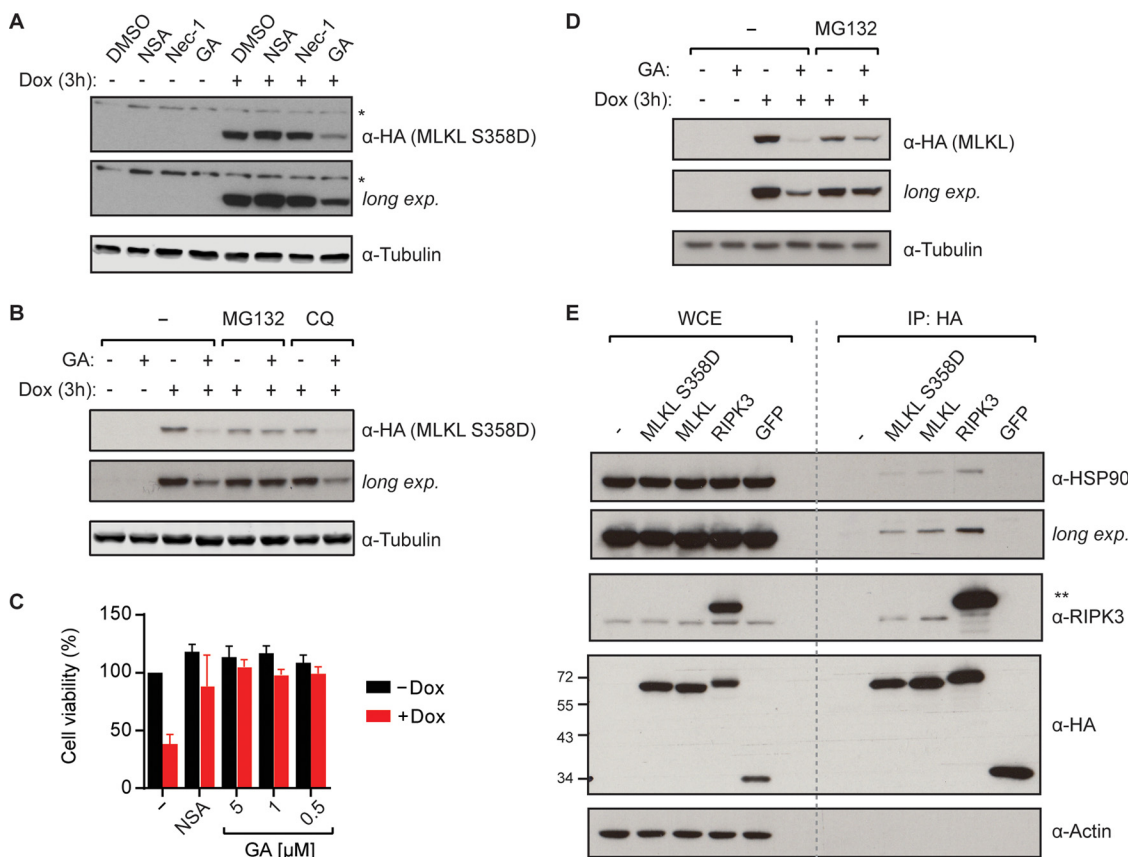 A
DMSO NSA Nec-1 GA DMSO NSA Nec-1 GA
Dox (3h): - - - - + + + +
*
α-HA (MLKL S358D)
*
long exp.
α-Tubulin
B
– MG132 CQ
GA: - + - + - + - +
Dox (3h): - - + + + + + +
α-HA (MLKL S358D)
long exp.
α-Tubulin
C
150
100
50
0
Cell viability (%)
– NSA 5 1 0.5
GA [µM]
–Dox
+Dox
D
– MG132
GA: - + - + - +
Dox (3h): - - + + + +
α-HA (MLKL)
long exp.
α-Tubulin
E
WCE IP: HA
- MLKL S358D MLKL RIPK3 GFP - MLKL S358D MLKL RIPK3 GFP
α-HSP90
long exp.
**
α-RIPK3
72
55
43
34
α-HA
α-Actin